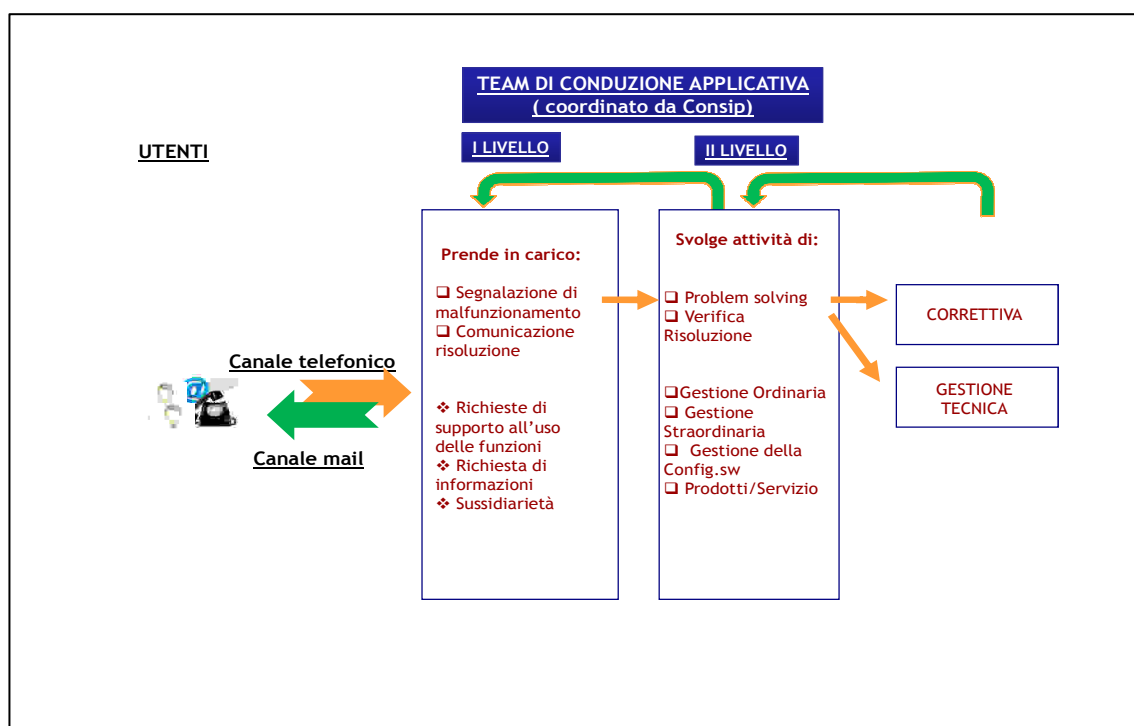 TEAM DI CONDUZIONE APPLICATIVA
( coordinato da Consip)
UTENTI
I LIVELLO
II LIVELLO
Prende in carico:
❑ Segnalazione di
malfunzionamento
❑ Comunicazione
risoluzione
❖ Richieste di
supporto all’uso
delle funzioni
❖ Richiesta di
informazioni
❖ Sussidiarietà
Svolge attività di:
❑ Problem solving
❑ Verifica
Risoluzione
❑Gestione Ordinaria
❑ Gestione
Straordinaria
❑ Gestione della
Config.sw
❑ Prodotti/Servizio
CORRETTIVA
GESTIONE
TECNICA
Canale telefonico
@
Canale mail